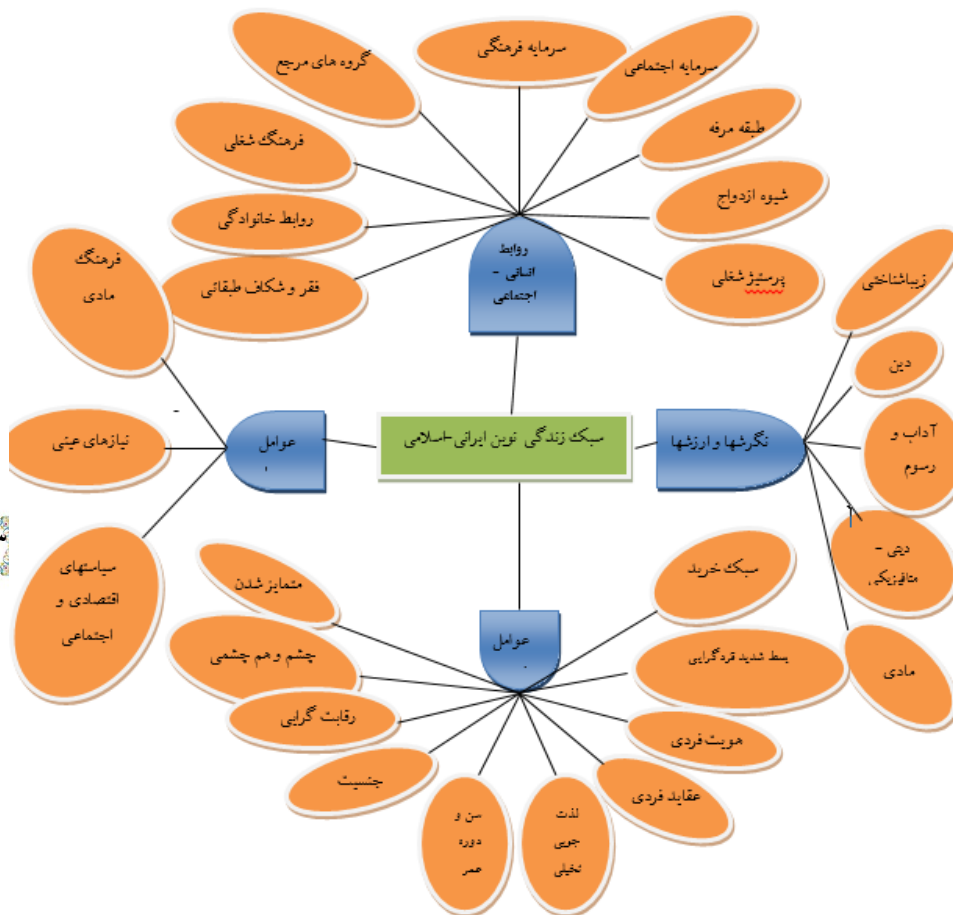 سرمایه فرهنگی
گروه های مرجع
سرمایه اجتماعی
طبقه مرفه
فرهنگ شغلی
شیوه ازدواج
روابط خانوادگی
پرستیژ شغلی
فقر و شکاف طبقاتی
روابط
انسانی -
اجتماعی
فرهنگ
مادی
نیازهای عینی
سیاستهای
اقتصادی و
اجتماعی
عوامل
سبک زندگی نوین ایرانی-اسلامی
نگرشها و ارزشها
زیباشناختی
دین
آداب و
رسوم
دینی -
متافیزیکی
مادی
عوامل
متمایز شدن
چشم و هم چشمی
رقابت گرایی
جنسیت
سن و
دوره
عمر
لذت
جویی
تخیلی
عقاید فردی
هویت فردی
بسط شدید فردگرایی
سبک خرید